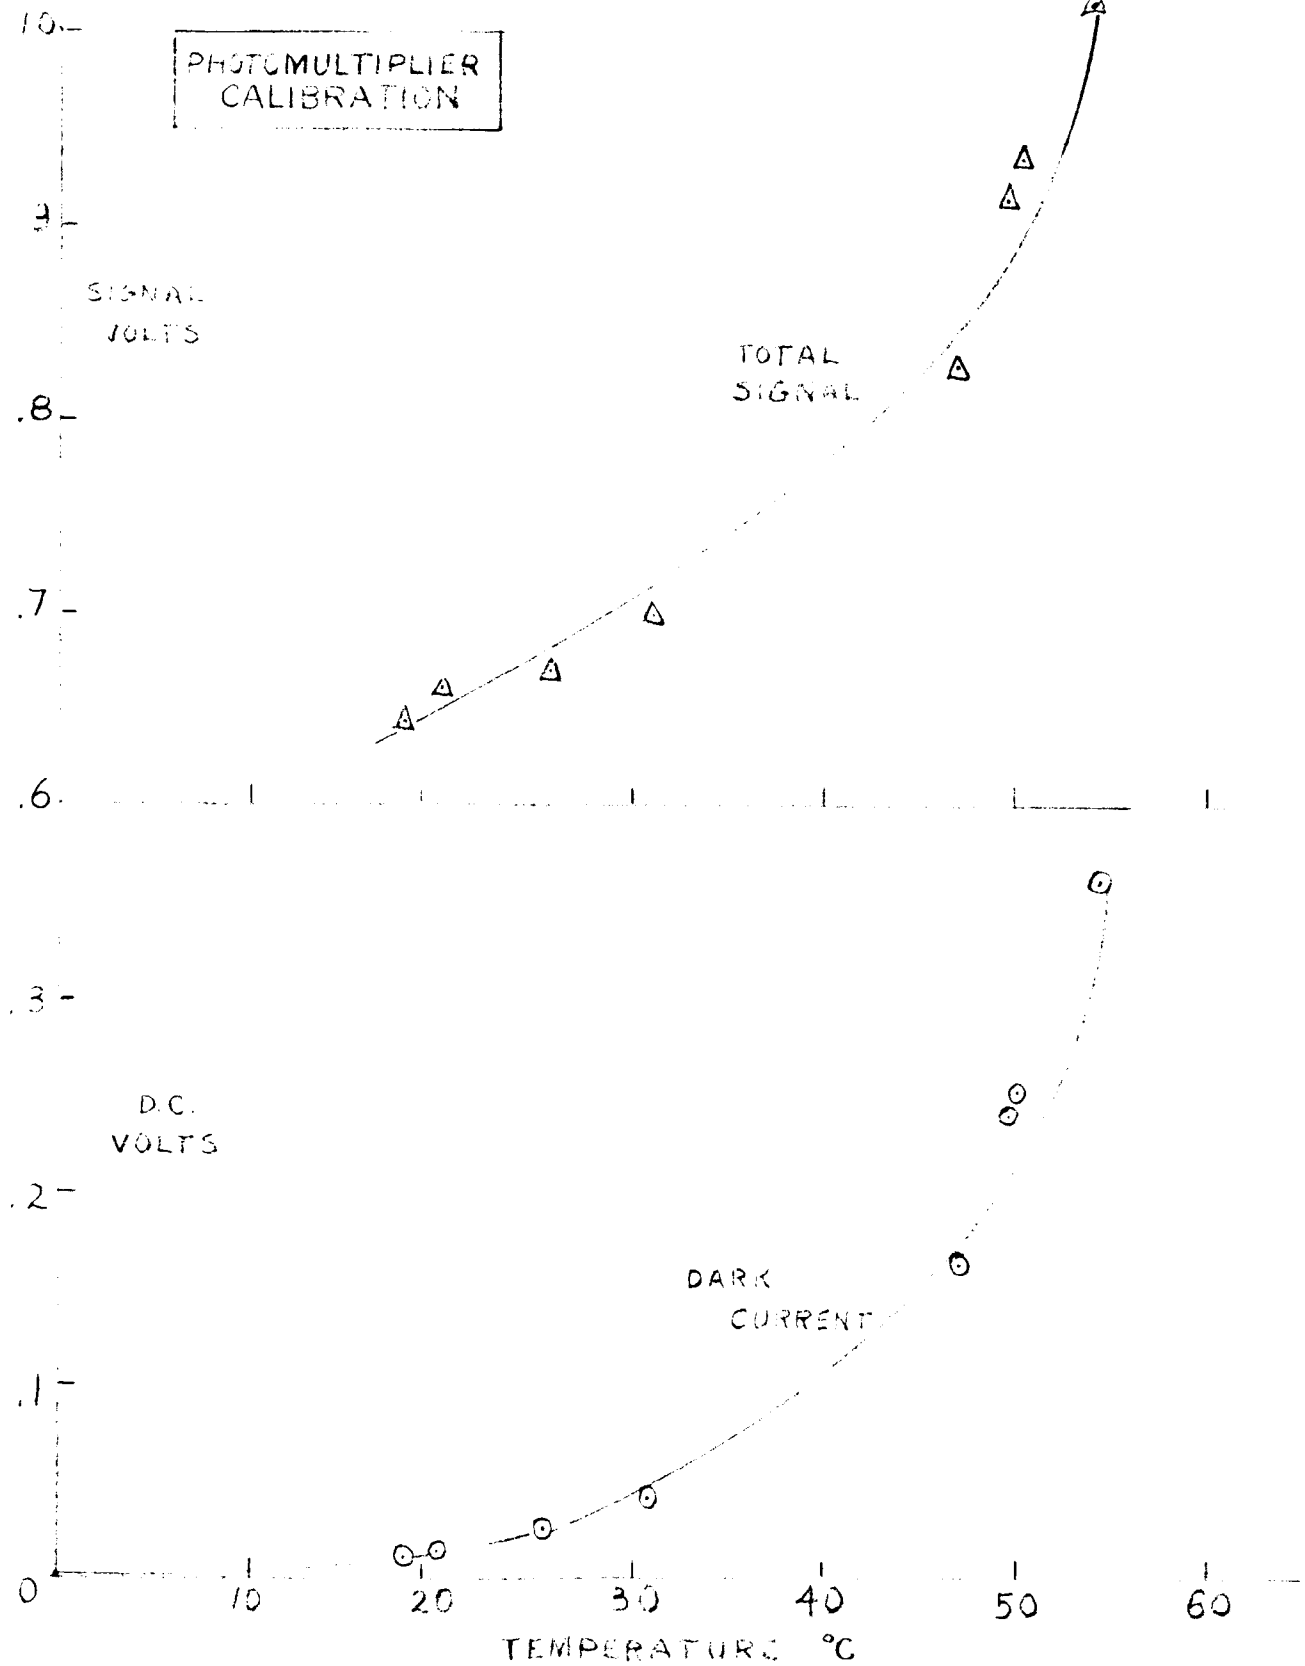 10.
PHOTOMULTIPLIER
CALIBRATION
9
SIGNAL
VOLTS
TOTAL
SIGNAL
.8
.7
.6
.3
D.C.
VOLTS
.2
DARK
CURRENT
.1
0 10 20 30 40 50 60
TEMPERATURE °C